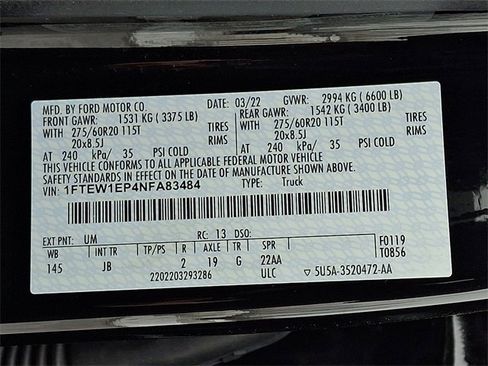 MFD. BY FORD MOTOR CO.
DATE: 03/22 GVWR: 2994 KG (6600 LB)
FRONT GAWR: 1531 KG (3375 LB) REAR GAWR: 1542 KG (3400 LB)
WITH 275/60R20 115T TIRES WITH 275/60R20 115T TIRES
20x8.5J RIMS 20x8.5J RIMS
AT 240 kPa/ 35 PSI COLD AT 240 kPa/ 35 PSI COLD
THIS VEHICLE CONFORMS TO ALL APPLICABLE FEDERAL MOTOR VEHICLE
SAFETY STANDARDS IN EFFECT ON THE DATE OF MANUFACTURE SHOWN ABOVE.
VIN: 1FTEW1EP4NFA83484 TYPE: Truck
EXT PNT: UM RC: 13 DSO: F0119
WB INT TR TP/PS R AXLE TR SPR T0856
145 JB 2 19 G 22AA
2202203293286 ULC ▽ 5U5A-3520472-AA